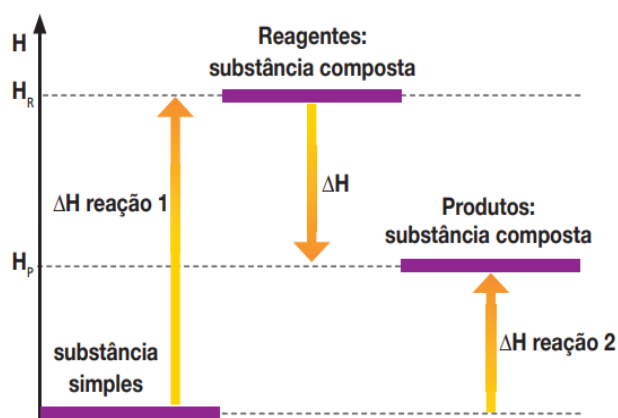 H
Reagentes:
substância composta
H_R
ΔH reação 1
ΔH
Produtos:
substância composta
H_P
substância
simples
ΔH reação 2